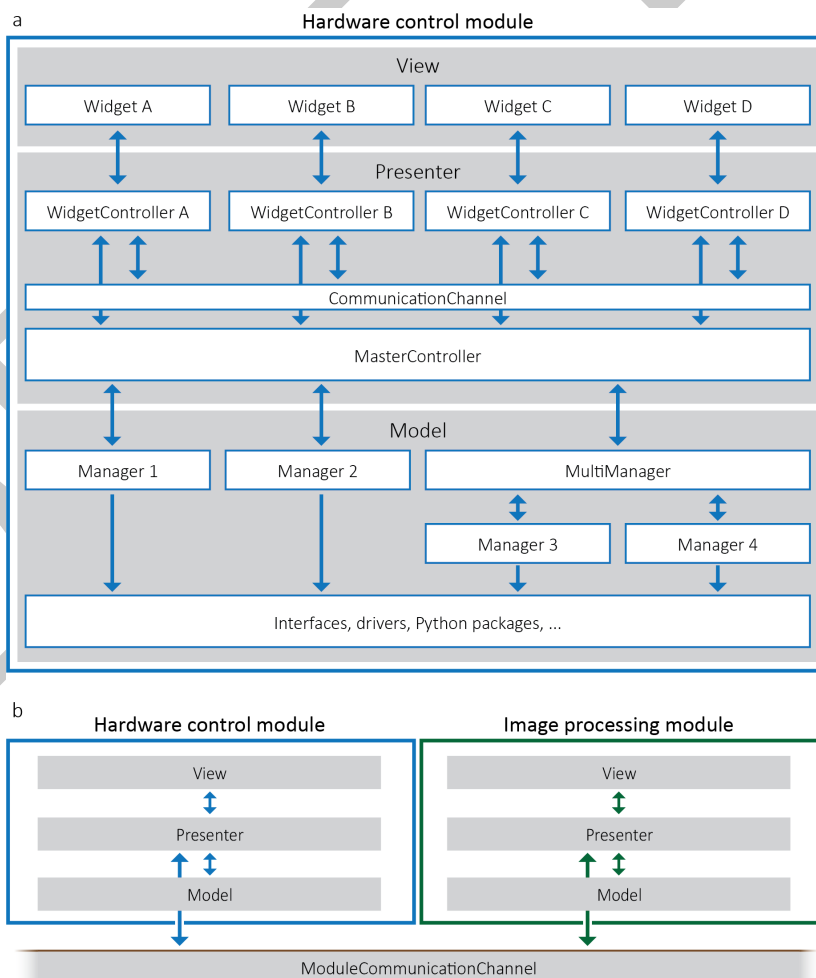 a
Hardware control module
View
Widget A Widget B Widget C Widget D
Presenter
WidgetController A WidgetController B WidgetController C WidgetController D
CommunicationChannel
MasterController
Model
Manager 1 Manager 2 MultiManager
Manager 3 Manager 4
Interfaces, drivers, Python packages, ...
b
Hardware control module Image processing module
View View
Presenter Presenter
Model Model
ModuleCommunicationChannel